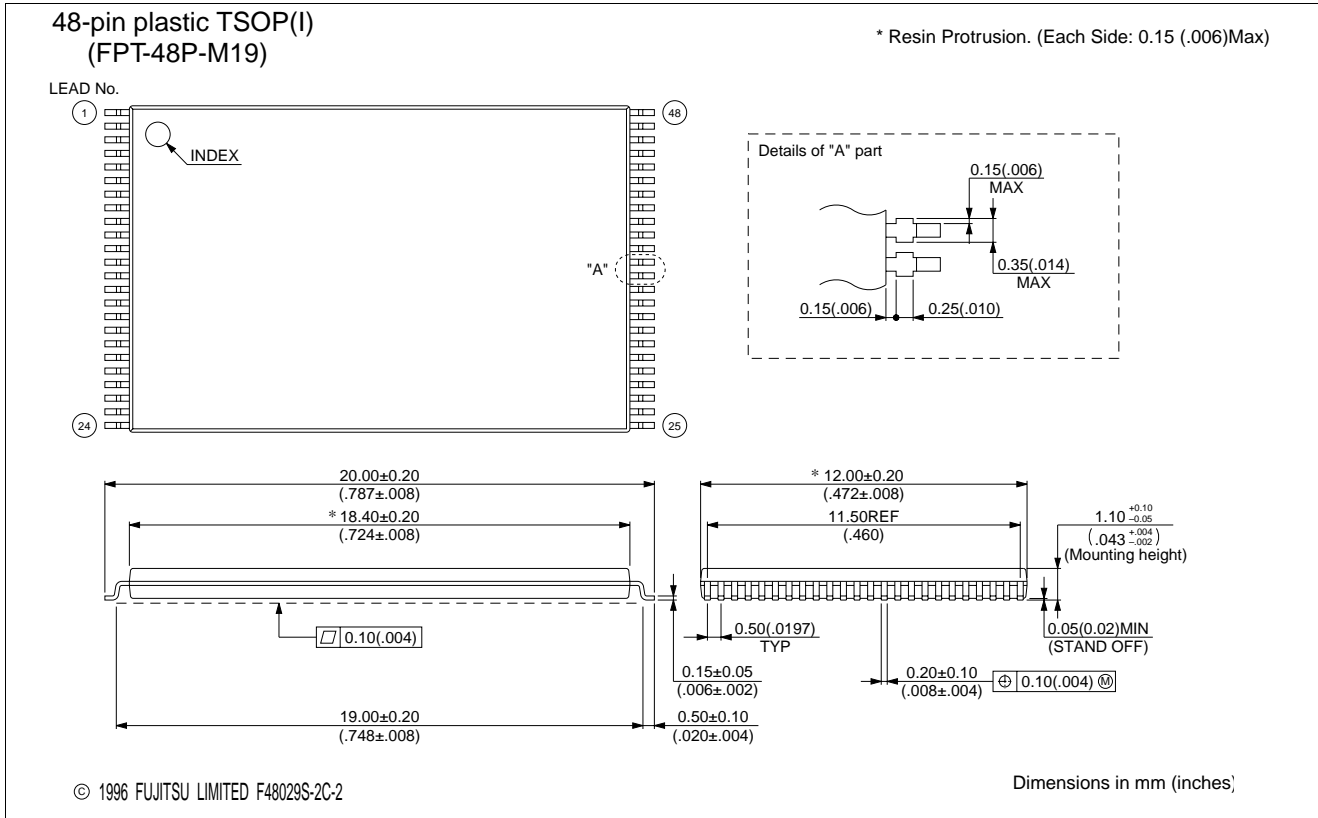 48-pin plastic TSOP(I)
(FPT-48P-M19)
* Resin Protrusion. (Each Side: 0.15 (.006)Max)
LEAD No.
1
48
INDEX
Details of "A" part
0.15(.006)
MAX
"A"
0.35(.014)
MAX
0.15(.006)
0.25(.010)
24
25
20.00±0.20
(.787±.008)
* 18.40±0.20
(.724±.008)
* 12.00±0.20
(.472±.008)
11.50REF
(.460)
1.10 +0.10 –0.05
(.043 +.004 –.002)
(Mounting height)
0.10(.004)
0.50(.0197)
TYP
0.05(0.02)MIN
(STAND OFF)
0.15±0.05
(.006±.002)
0.20±0.10
(.008±.004)
⌖ 0.10(.004) Ⓜ
19.00±0.20
(.748±.008)
0.50±0.10
(.020±.004)
© 1996 FUJITSU LIMITED F48029S-2C-2
Dimensions in mm (inches)